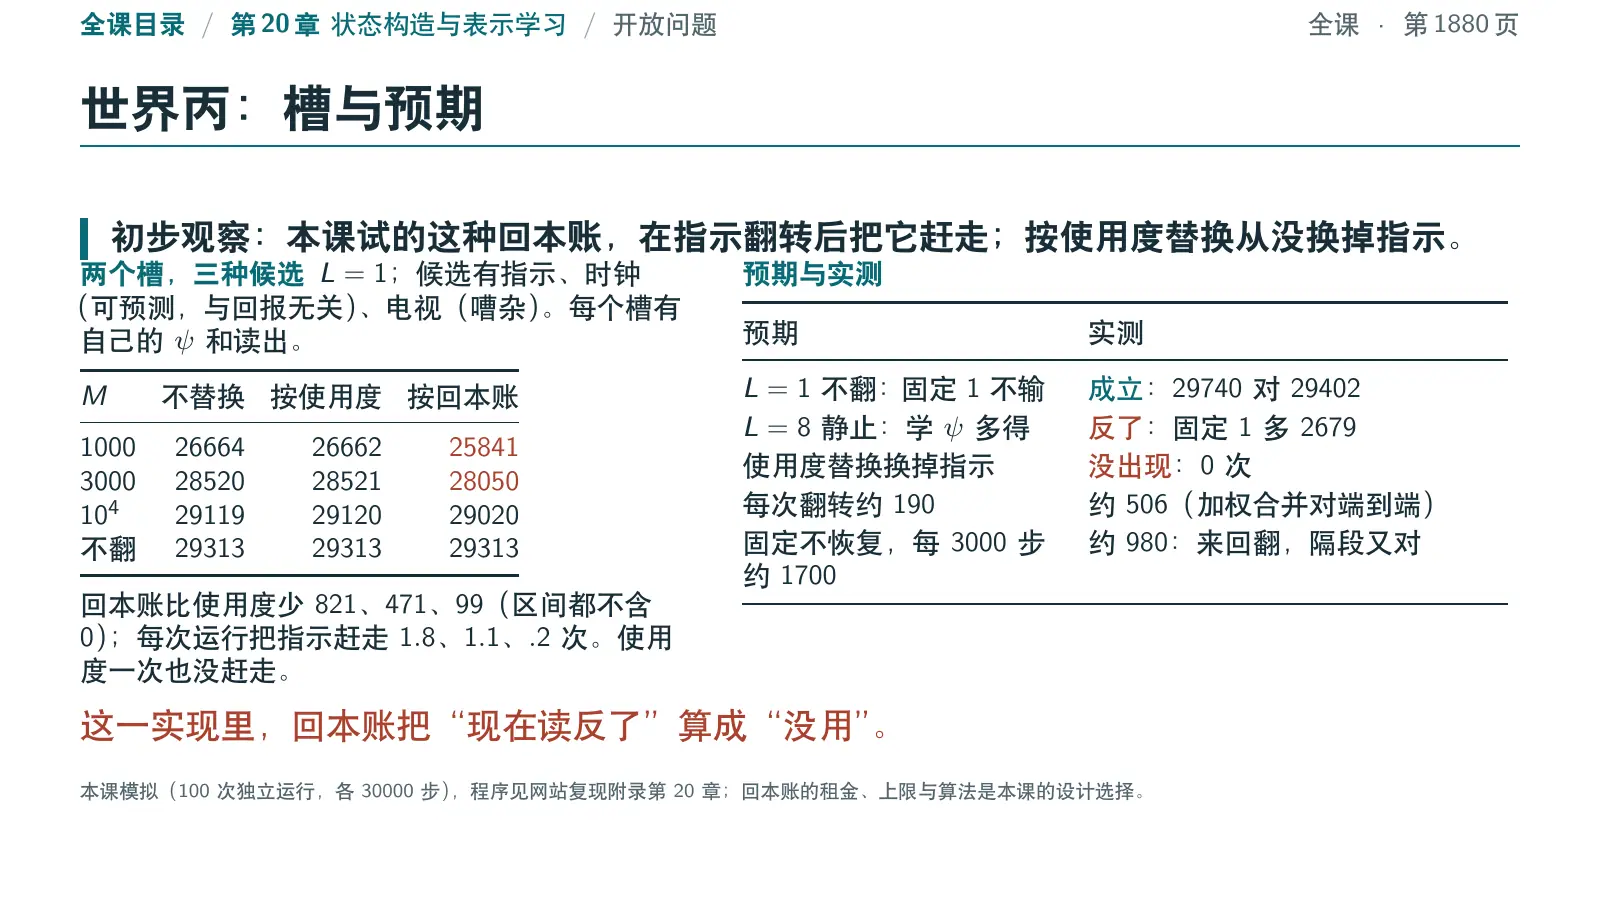 全课目录 / 第 20 章 状态构造与表示学习 / 开放问题
全课 · 第 1880 页
世界丙：槽与预期
初步观察：本课试的这种回本账，在指示翻转后把它赶走；按使用度替换从没换掉指示。
两个槽，三种候选 L = 1；候选有指示、时钟
（可预测，与回报无关）、电视（嘈杂）。每个槽有
自己的 ψ 和读出。
M 不替换 按使用度 按回本账
1000 26664 26662 25841
3000 28520 28521 28050
10⁴ 29119 29120 29020
不翻 29313 29313 29313
回本账比使用度少 821、471、99（区间都不含
0）；每次运行把指示赶走 1.8、1.1、.2 次。使用
度一次也没赶走。
预期与实测
预期 实测
L = 1 不翻：固定 1 不输 成立：29740 对 29402
L = 8 静止：学 ψ 多得 反了：固定 1 多 2679
使用度替换换掉指示 没出现：0 次
每次翻转约 190 约 506（加权合并对端到端）
固定不恢复，每 3000 步 约 980：来回翻，隔段又对
约 1700
这一实现里，回本账把“现在读反了”算成“没用”。
本课模拟（100 次独立运行，各 30000 步），程序见网站复现附录第 20 章；回本账的租金、上限与算法是本课的设计选择。